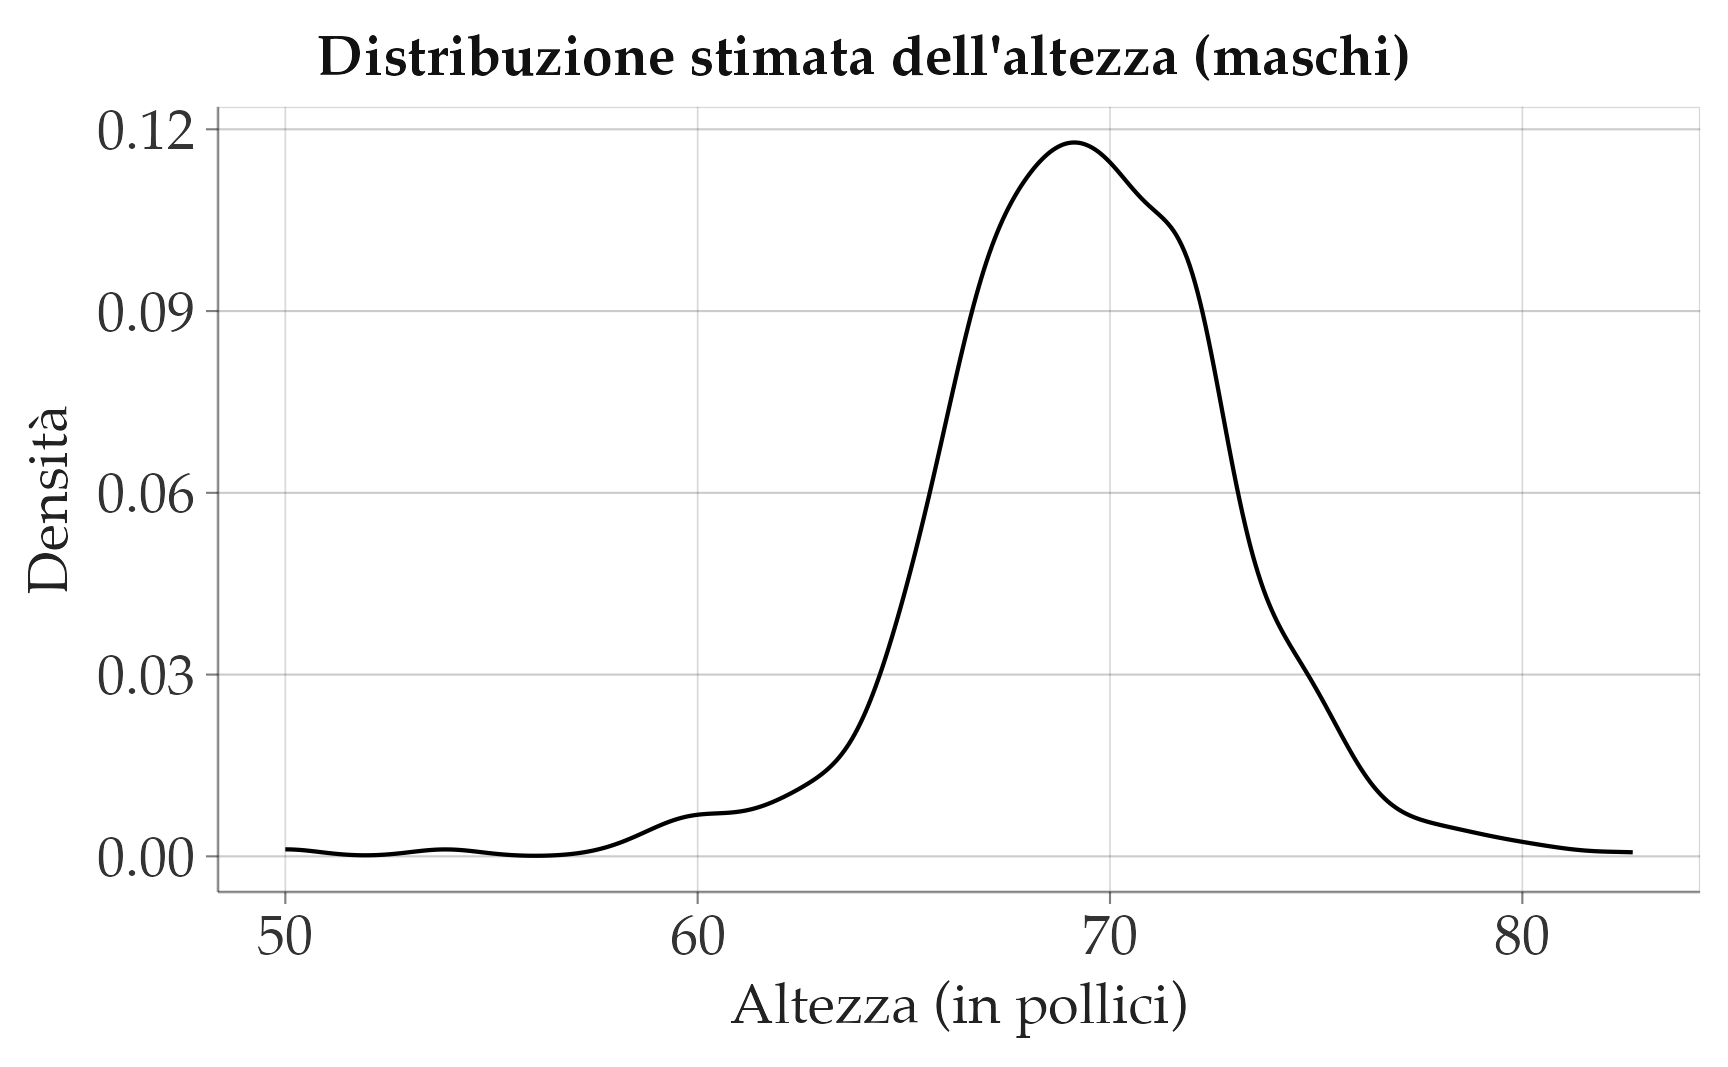 Distribuzione stimata dell'altezza (maschi)
0.12
0.09
0.06
0.03
0.00
Densità
50 60 70 80
Altezza (in pollici)